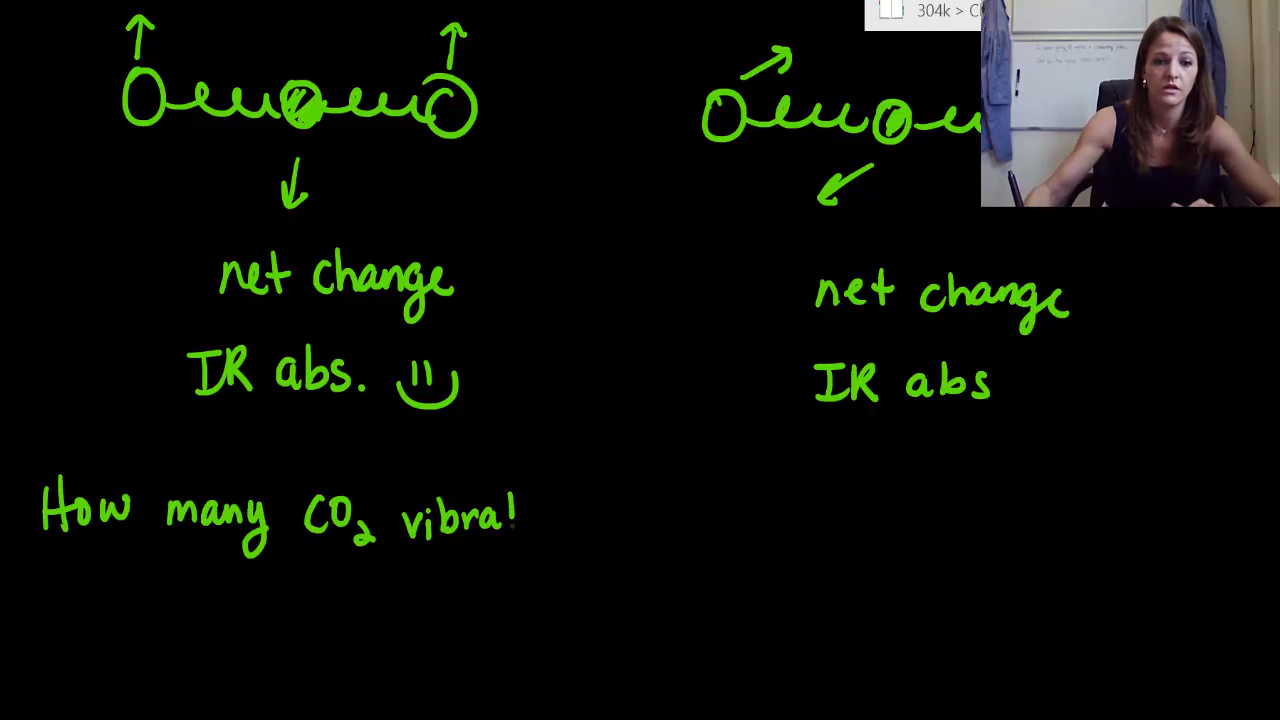 304k > C
net change
IR abs.
net change
IR abs
How many CO₂ vibra